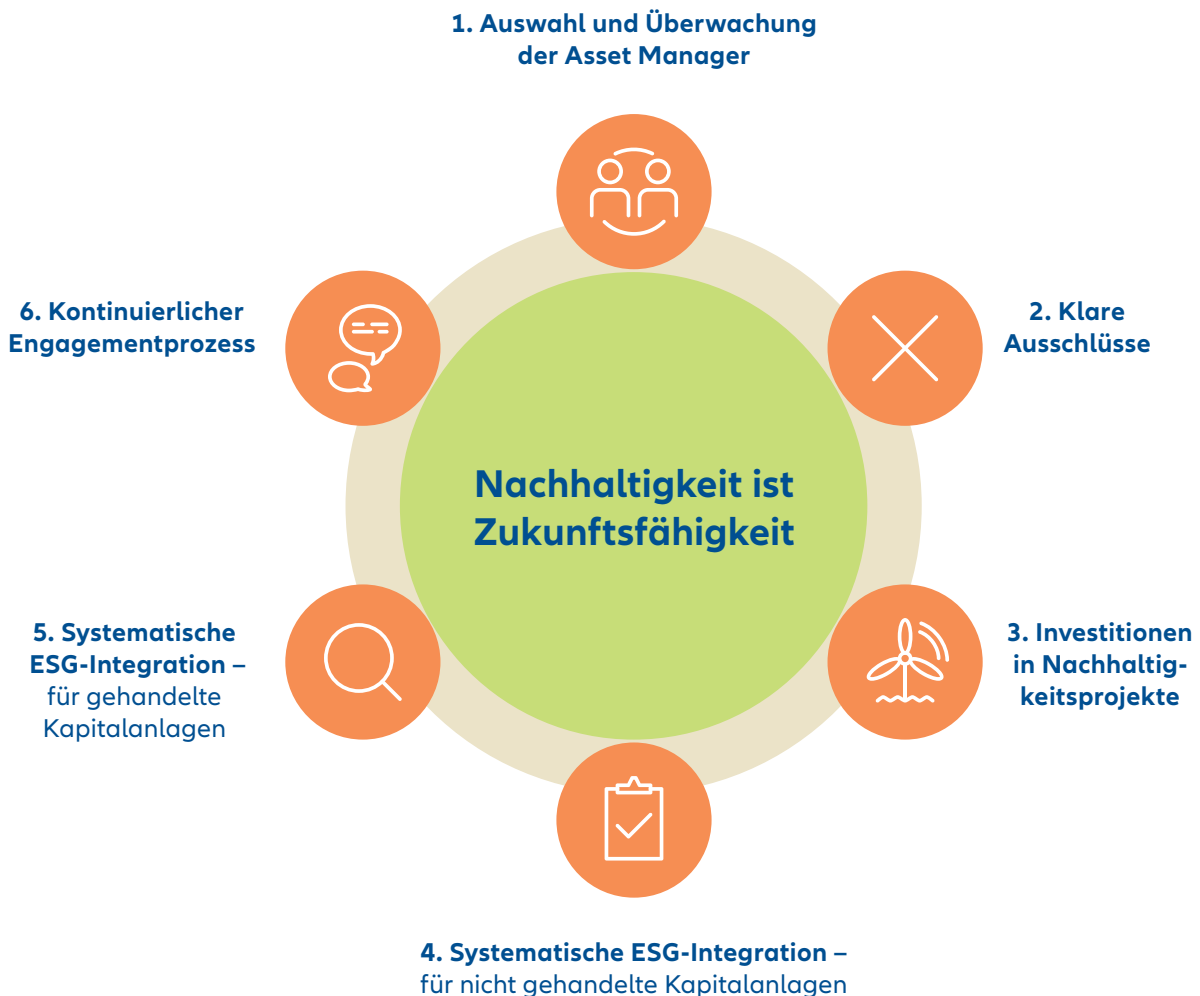 1. Auswahl und Überwachung
der Asset Manager
2. Klare
Ausschlüsse
3. Investitionen
in Nachhaltig-
keitsprojekte
4. Systematische ESG-Integration –
für nicht gehandelte Kapitalanlagen
5. Systematische
ESG-Integration –
für gehandelte
Kapitalanlagen
6. Kontinuierlicher
Engagementprozess
Nachhaltigkeit ist
Zukunftsfähigkeit